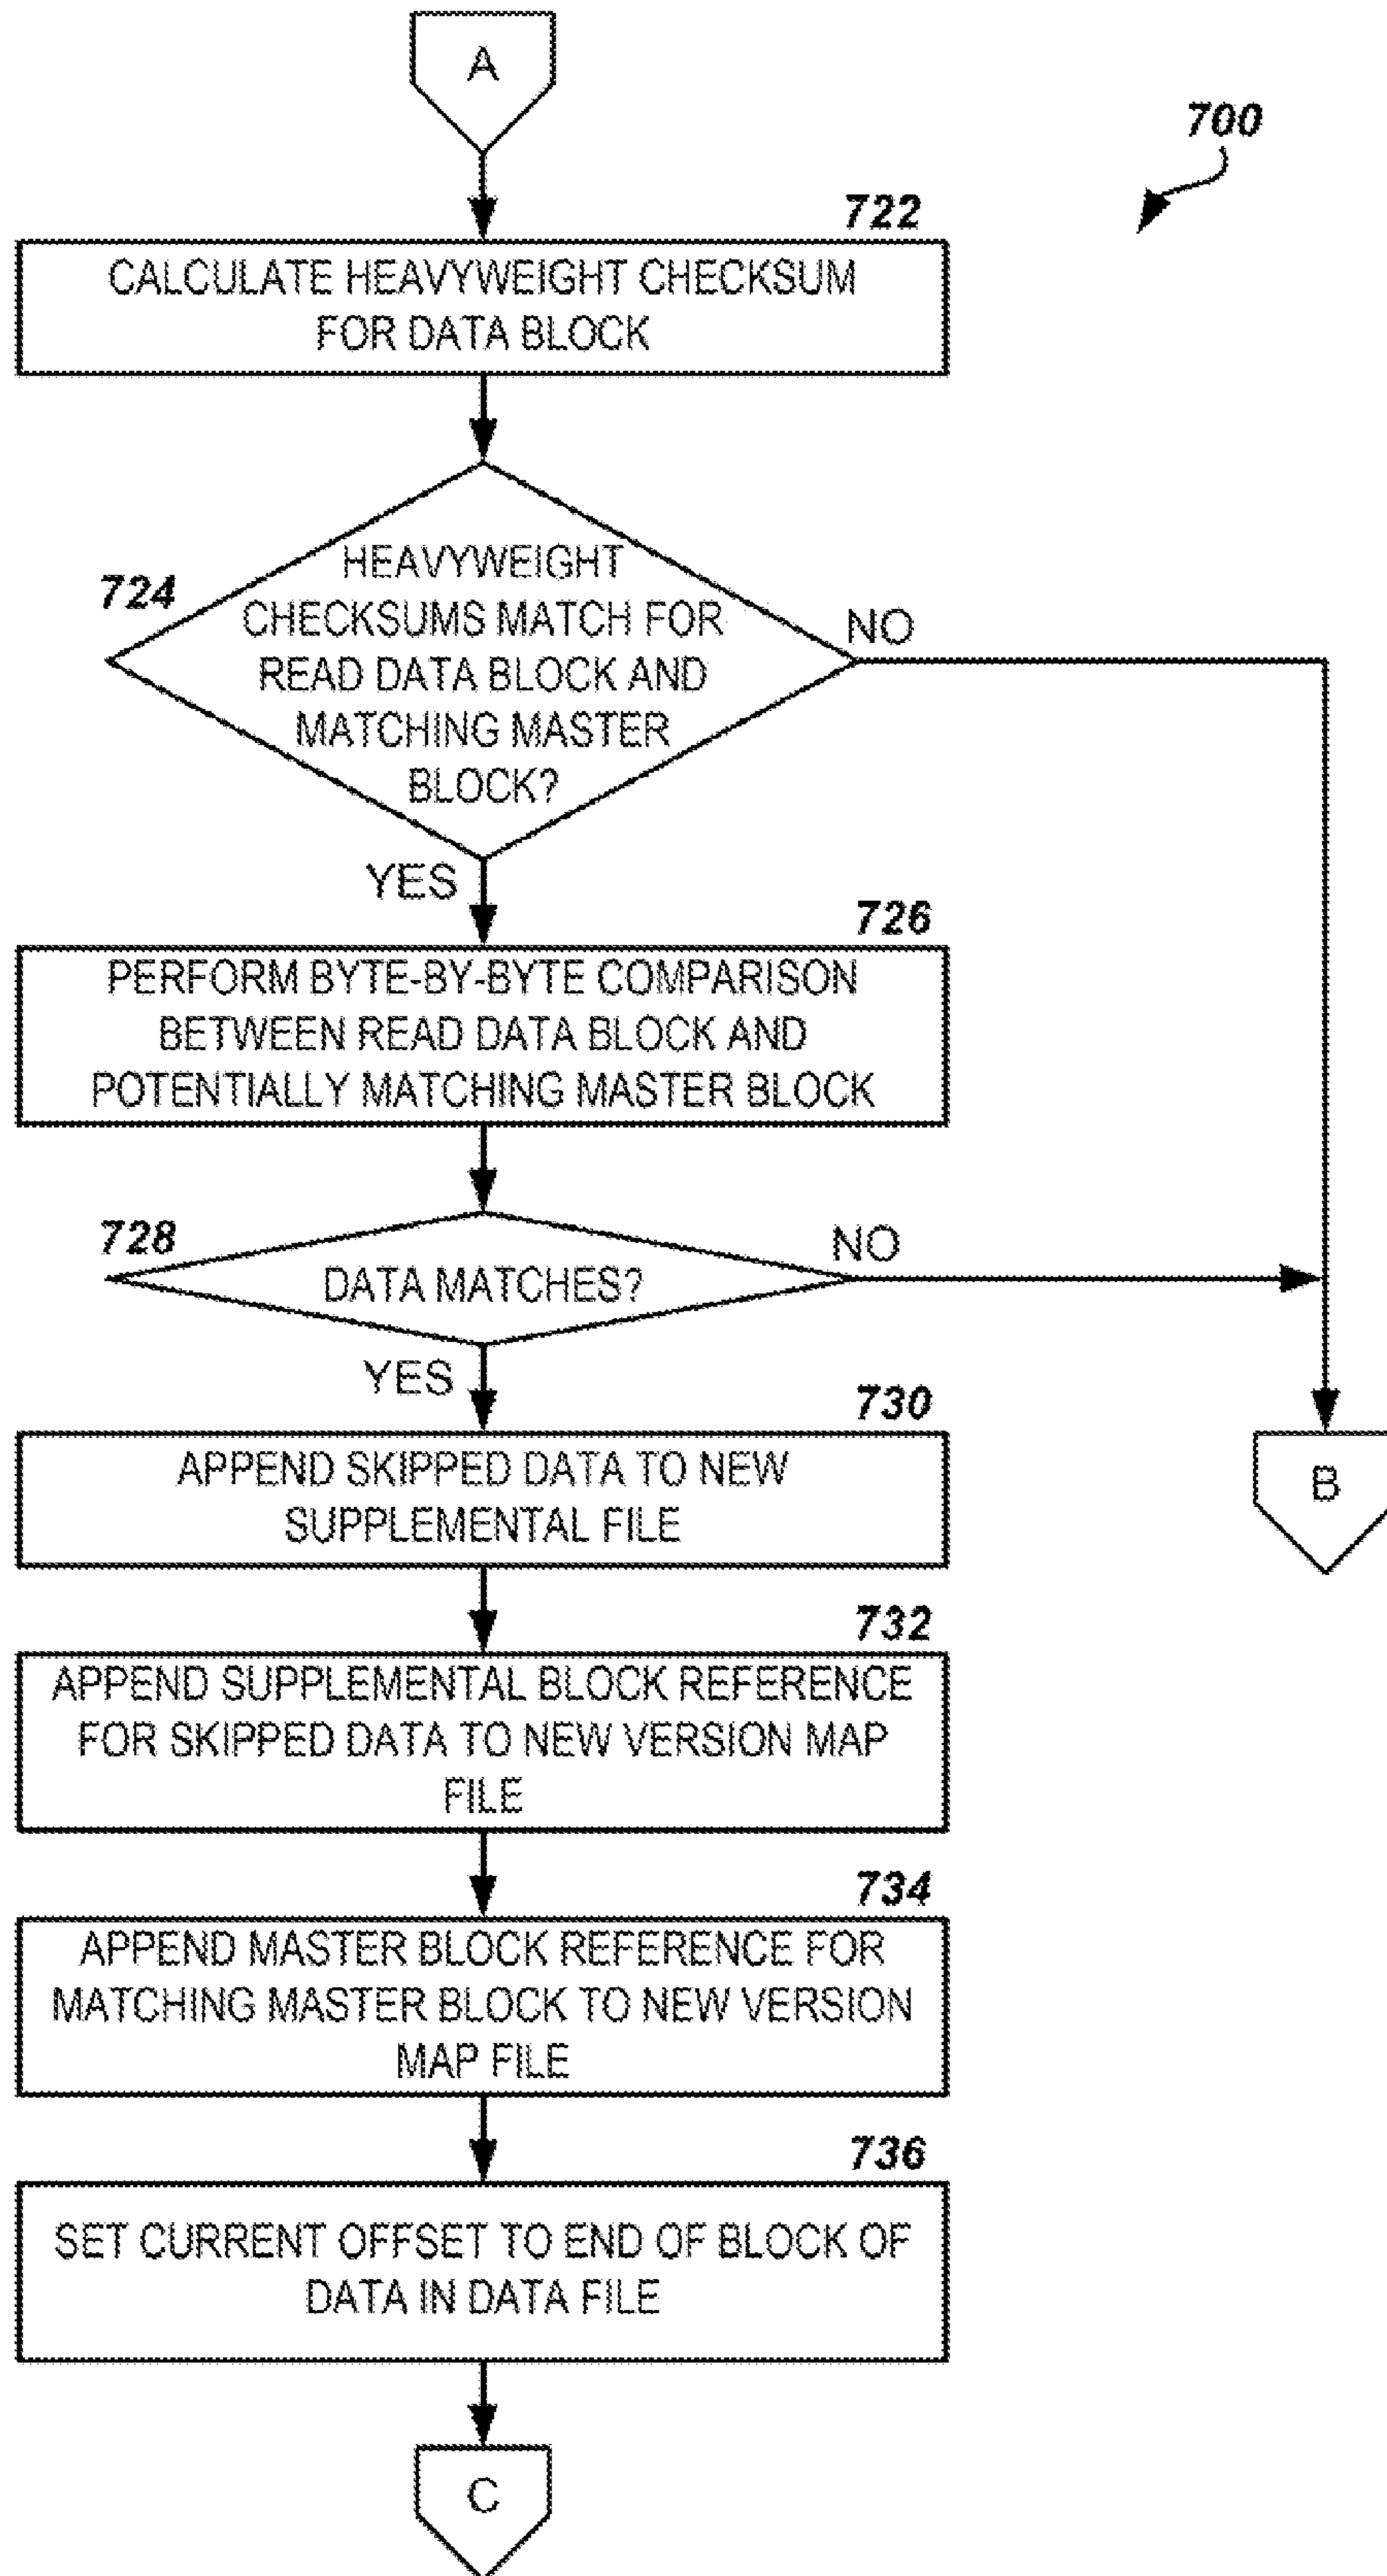 A
700
722
CALCULATE HEAVYWEIGHT CHECKSUM
FOR DATA BLOCK
724
HEAVYWEIGHT
CHECKSUMS MATCH FOR
READ DATA BLOCK AND
MATCHING MASTER
BLOCK?
NO
YES
726
PERFORM BYTE-BY-BYTE COMPARISON
BETWEEN READ DATA BLOCK AND
POTENTIALLY MATCHING MASTER BLOCK
728
DATA MATCHES?
NO
YES
730
APPEND SKIPPED DATA TO NEW
SUPPLEMENTAL FILE
B
732
APPEND SUPPLEMENTAL BLOCK REFERENCE
FOR SKIPPED DATA TO NEW VERSION MAP
FILE
734
APPEND MASTER BLOCK REFERENCE FOR
MATCHING MASTER BLOCK TO NEW VERSION
MAP FILE
736
SET CURRENT OFFSET TO END OF BLOCK OF
DATA IN DATA FILE
C